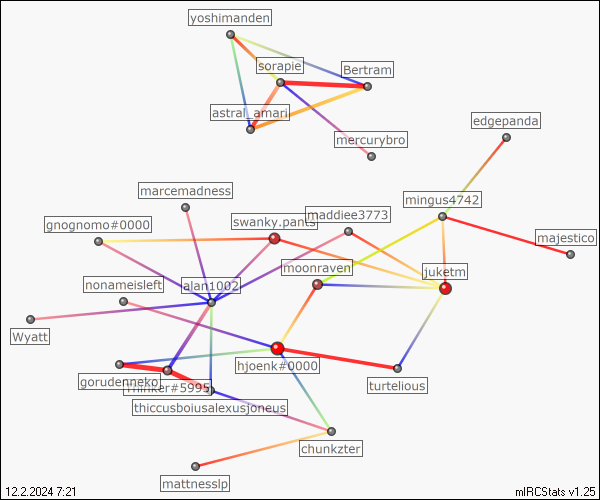 yoshimanden
sorapie
Bertram
astral_amari
edgepanda
mercurybro
marcemadness
mingus4742
gnognomo#0000
swanky.pants
maddiee3773
majestico
moonraven
juketm
nonameisleft
alan1002
Wyatt
hjoenk#0000
gorudenneko
Thinker#5995
turtelious
thiccusboiusalexusjoneus
chunkzter
mattnesslp
12.2.2024 7:21
mIRCStats v1.25